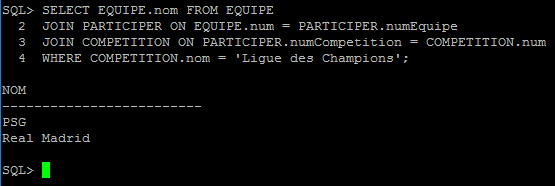 SQL> SELECT EQUIPE.nom FROM EQUIPE
2 JOIN PARTICIPER ON EQUIPE.num = PARTICIPER.numEquipe
3 JOIN COMPETITION ON PARTICIPER.numCompetition = COMPETITION.num
4 WHERE COMPETITION.nom = 'Ligue des Champions';
NOM
-------------------------
PSG
Real Madrid
SQL>